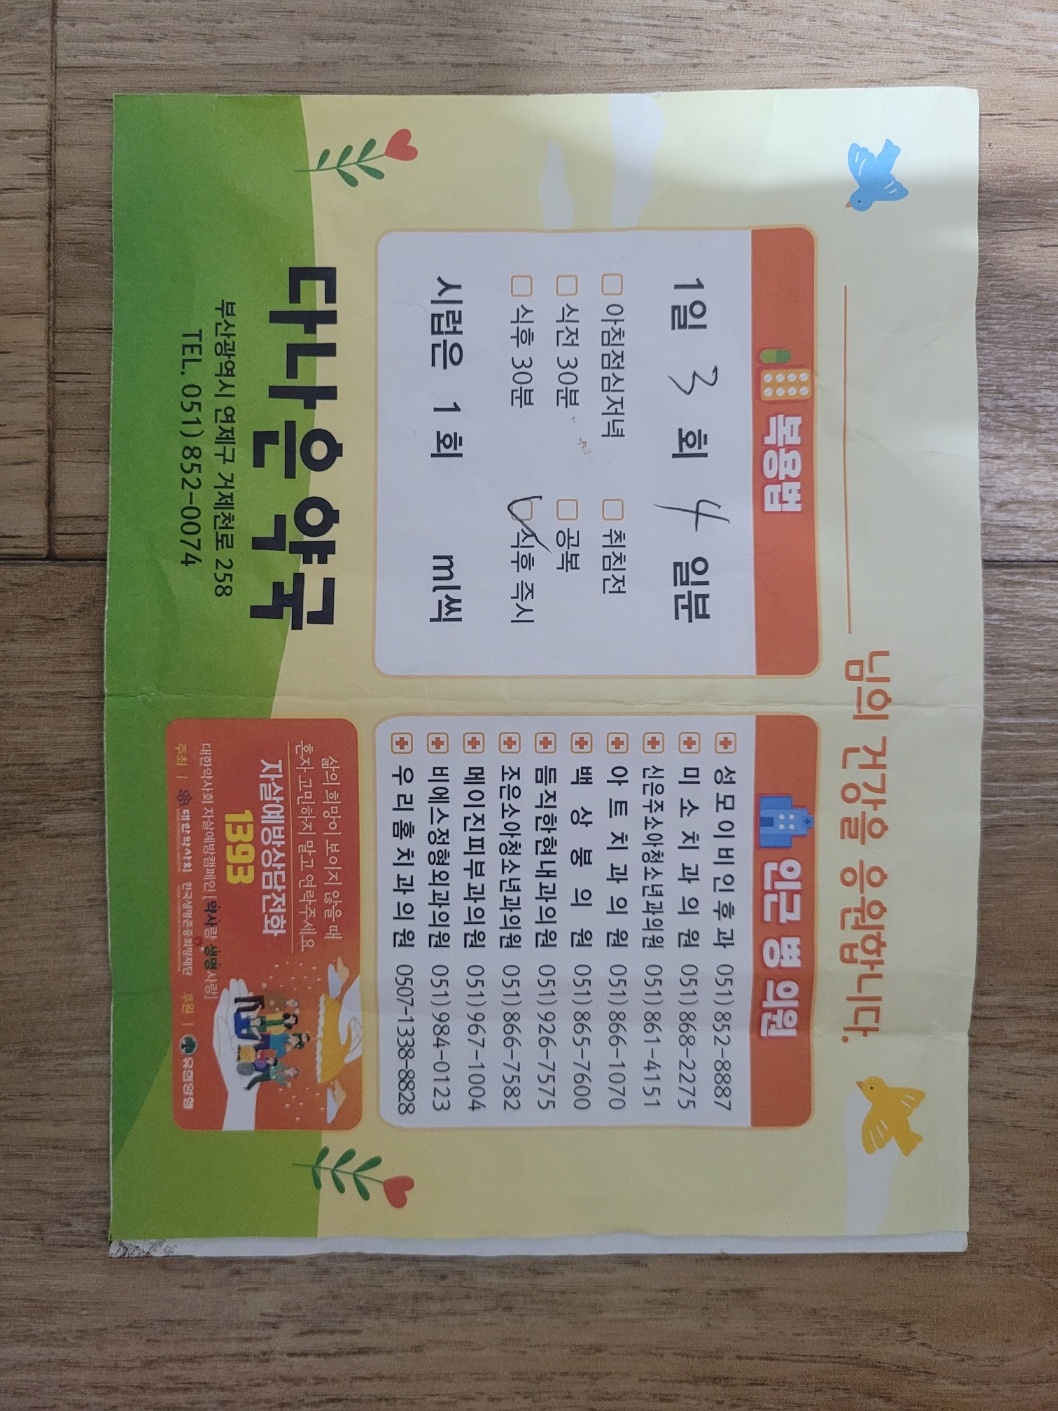 님의 건강을 응원합니다.
복용법
1일 3 회 4 일분
아침점심저녁 취침전
식전 30분 공복
식후 30분 식후 즉시
시럽은 1 회 ml씩
인근 병 의원
성모이비인후과 051)852-8887
미소치과의원 051)868-2275
신은주소아청소년과의원 051)861-4151
아트치과의원 051)866-1070
백상붕의원 051)865-7600
듬직한현내과의원 051)926-7575
조은소아청소년과의원 051)866-7582
메이진피부과의원 051)967-1004
비에스정형외과의원 051)984-0123
우리홈치과의원 0507-1338-8828
다나은약국
부산광역시 연제구 거제천로 258
TEL. 051)852-0074
삶의 희망이 보이지 않을 때
혼자 고민하지 말고 연락주세요
자살예방상담전화
1393
대한약사회 자살예방캠페인 [약사랑 생명사랑]
주최 | 대한약사회 한국생명존중희망재단 후원 | 유한양행